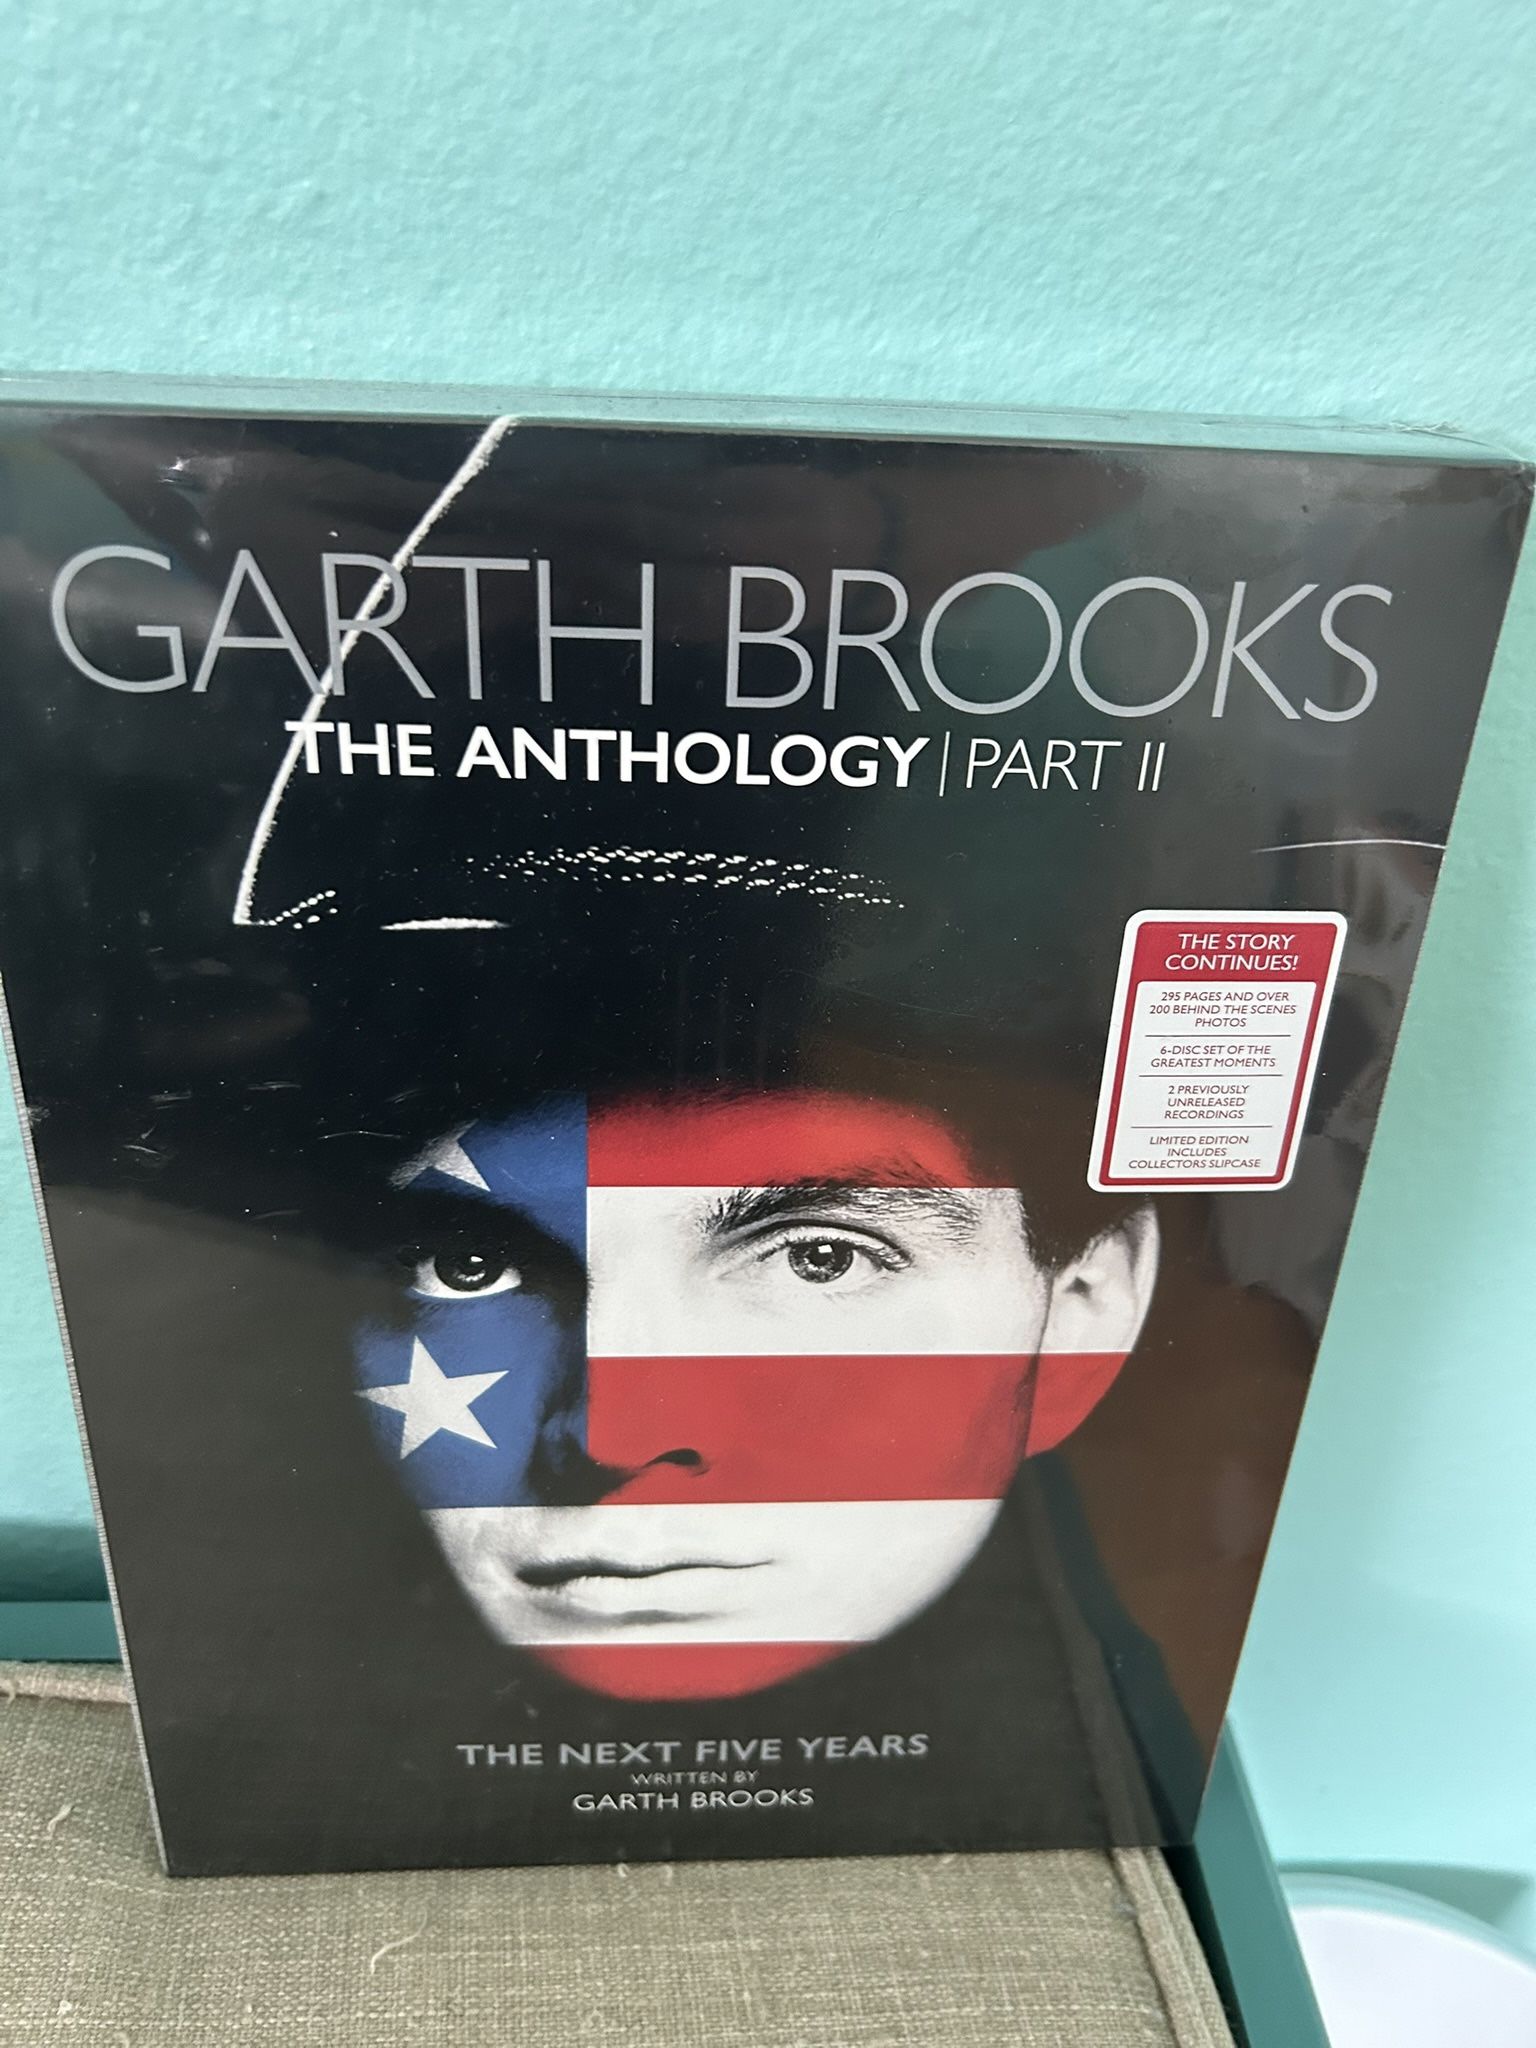 GARTH BROOKS
THE ANTHOLOGY | PART II
THE STORY
CONTINUES!
295 PAGES AND OVER
200 BEHIND THE SCENES
PHOTOS
6-DISC SET OF THE
GREATEST MOMENTS
2 PREVIOUSLY
UNRELEASED
RECORDINGS
LIMITED EDITION
INCLUDES
COLLECTORS SLIPCASE
THE NEXT FIVE YEARS
WRITTEN BY
GARTH BROOKS